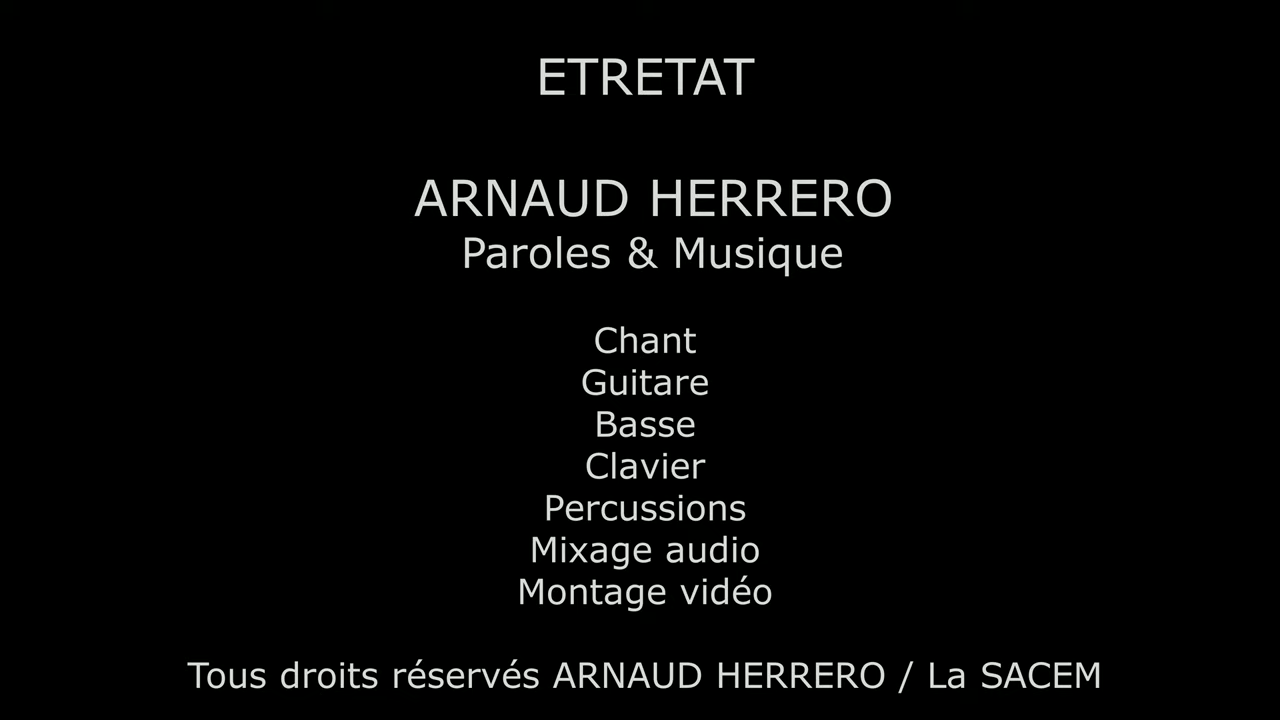 ETRETAT
ARNAUD HERRERO
Paroles & Musique
Chant
Guitare
Basse
Clavier
Percussions
Mixage audio
Montage vidéo
Tous droits réservés ARNAUD HERRERO / La SACEM